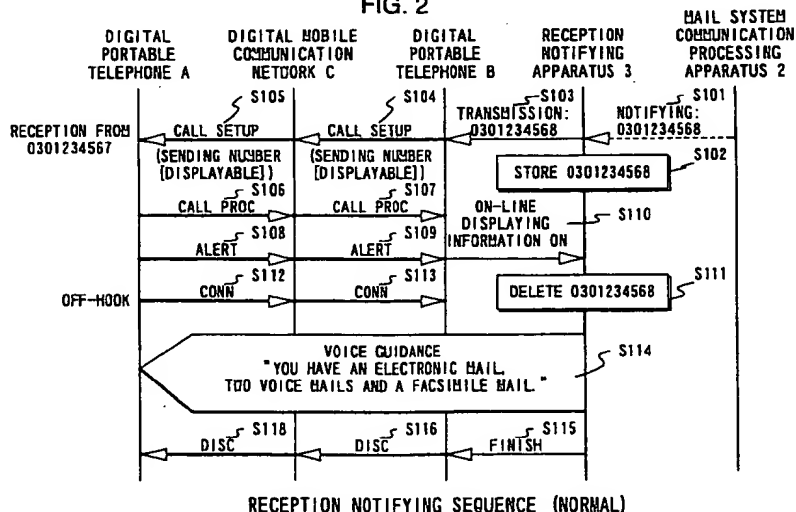 FIG. 2
DIGITAL PORTABLE TELEPHONE A
DIGITAL MOBILE COMMUNICATION NETWORK C
DIGITAL PORTABLE TELEPHONE B
RECEPTION NOTIFYING APPARATUS 3
MAIL SYSTEM COMMUNICATION PROCESSING APPARATUS 2
S105
S104
S103
S101
RECEPTION FROM 0301234567
CALL SETUP
CALL SETUP
TRANSMISSION: 0301234568
NOTIFYING: 0301234568
(SENDING NUMBER [DISPLAYABLE])
(SENDING NUMBER [DISPLAYABLE])
STORE 0301234568
S102
S106
S107
CALL PROC
CALL PROC
ON-LINE DISPLAYING INFORMATION ON
S110
S108
S109
ALERT
ALERT
S112
S113
OFF-HOOK
CONN
CONN
DELETE 0301234568
S111
VOICE GUIDANCE
"YOU HAVE AN ELECTRONIC MAIL,
TWO VOICE MAILS AND A FACSIMILE MAIL."
S114
S118
S116
S115
DISC
DISC
FINISH
RECEPTION NOTIFYING SEQUENCE (NORMAL)